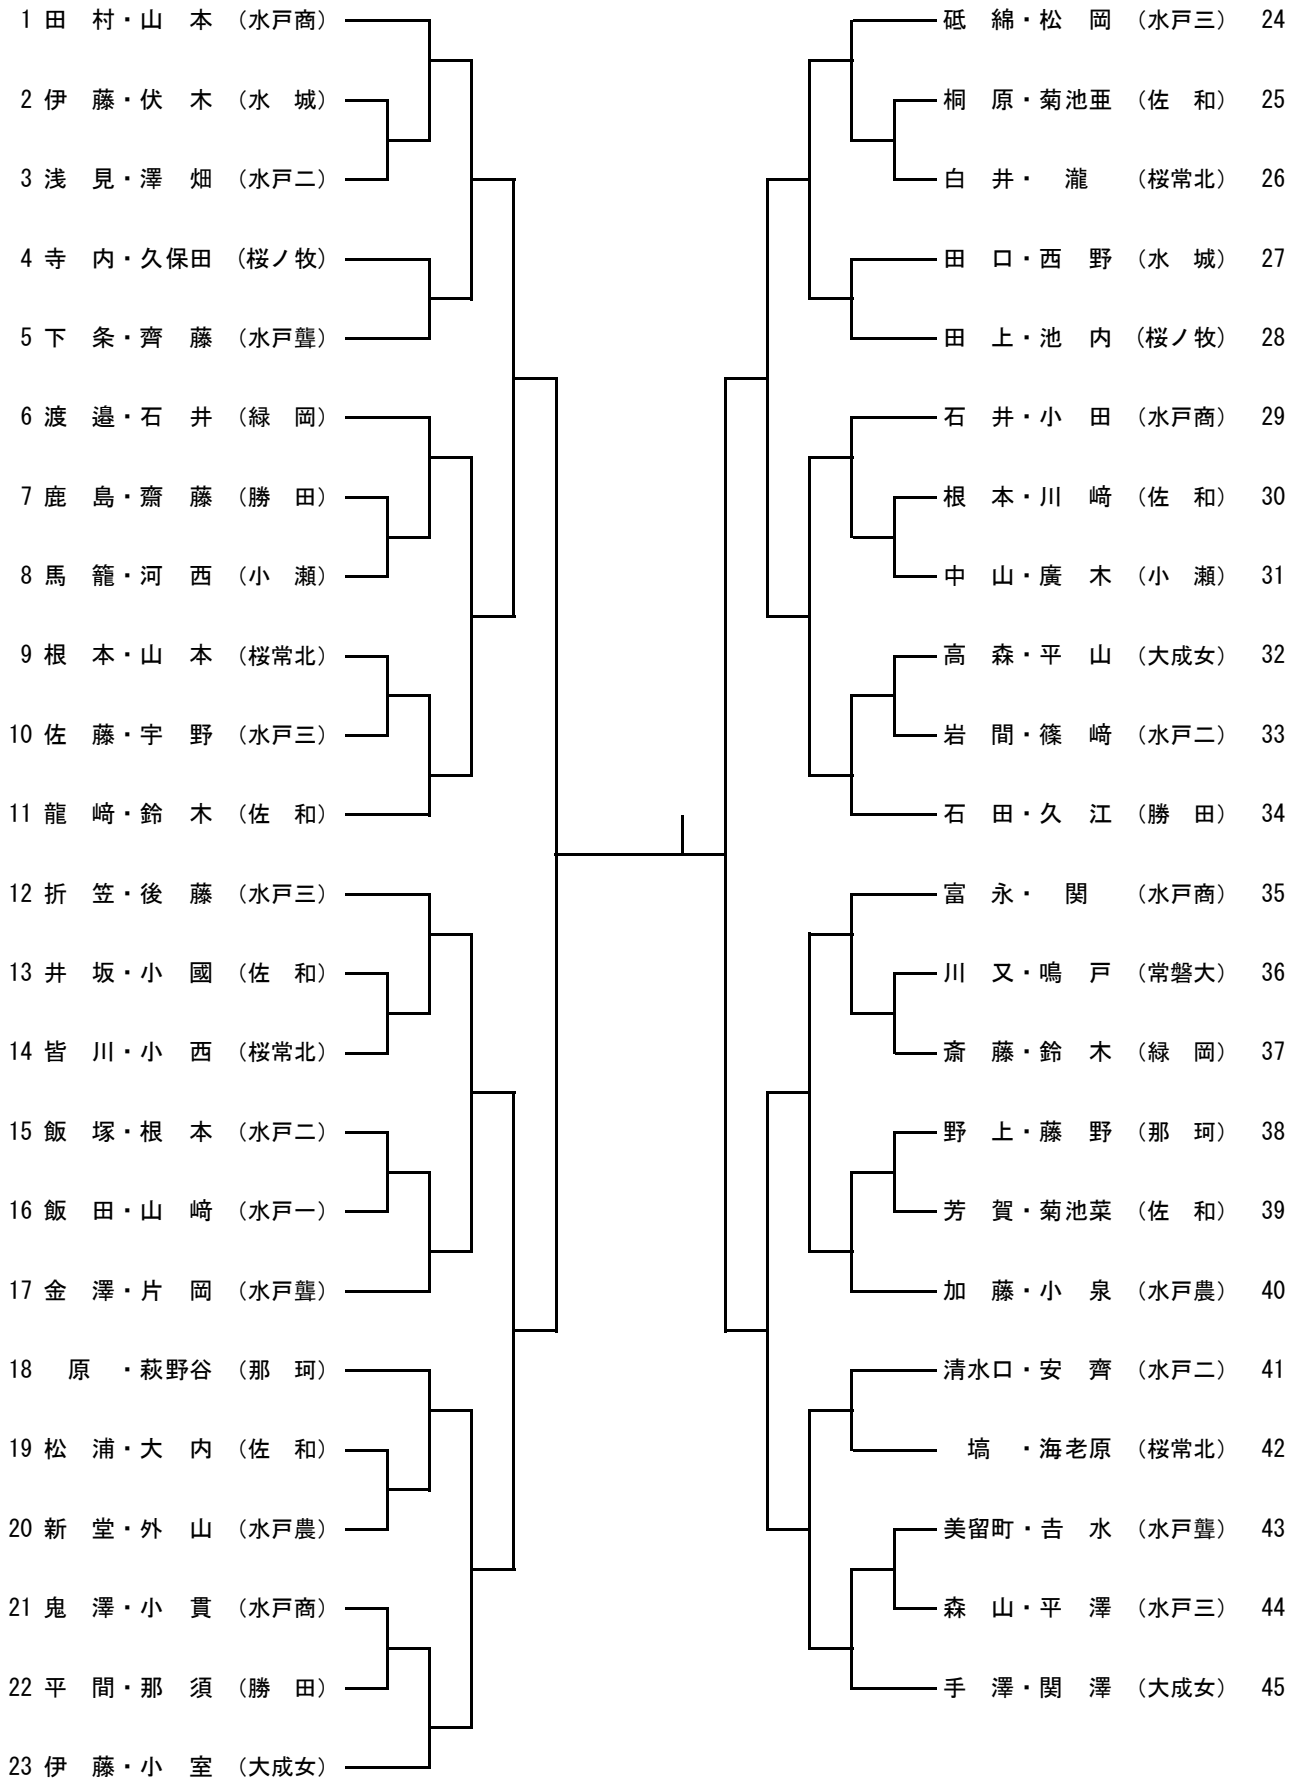 1 田　村・山　本 （水戸商）
2 伊　藤・伏　木 （水　城）
3 浅　見・澤　畑 （水戸二）
4 寺　内・久保田 （桜ノ牧）
5 下　条・齊　藤 （水戸聾）
6 渡　邉・石　井 （緑　岡）
7 鹿　島・齋　藤 （勝　田）
8 馬　籠・河　西 （小　瀬）
9 根　本・山　本 （桜常北）
10 佐　藤・宇　野 （水戸三）
11 龍　﨑・鈴　木 （佐　和）
12 折　笠・後　藤 （水戸三）
13 井　坂・小　國 （佐　和）
14 皆　川・小　西 （桜常北）
15 飯　塚・根　本 （水戸二）
16 飯　田・山　﨑 （水戸一）
17 金　澤・片　岡 （水戸聾）
18 　原　・萩野谷 （那　珂）
19 松　浦・大　内 （佐　和）
20 新　堂・外　山 （水戸農）
21 鬼　澤・小　貫 （水戸商）
22 平　間・那　須 （勝　田）
23 伊　藤・小　室 （大成女）
砥　綿・松　岡 （水戸三） 24
桐　原・菊池亜 （佐　和） 25
白　井・　瀧　 （桜常北） 26
田　口・西　野 （水　城） 27
田　上・池　内 （桜ノ牧） 28
石　井・小　田 （水戸商） 29
根　本・川　﨑 （佐　和） 30
中　山・廣　木 （小　瀬） 31
高　森・平　山 （大成女） 32
岩　間・篠　﨑 （水戸二） 33
石　田・久　江 （勝　田） 34
富　永・　関　 （水戸商） 35
川　又・鳴　戸 （常磐大） 36
斎　藤・鈴　木 （緑　岡） 37
野　上・藤　野 （那　珂） 38
芳　賀・菊池菜 （佐　和） 39
加　藤・小　泉 （水戸農） 40
清水口・安　齊 （水戸二） 41
　塙　・海老原 （桜常北） 42
美留町・𠮷　水 （水戸聾） 43
森　山・平　澤 （水戸三） 44
手　澤・関　澤 （大成女） 45